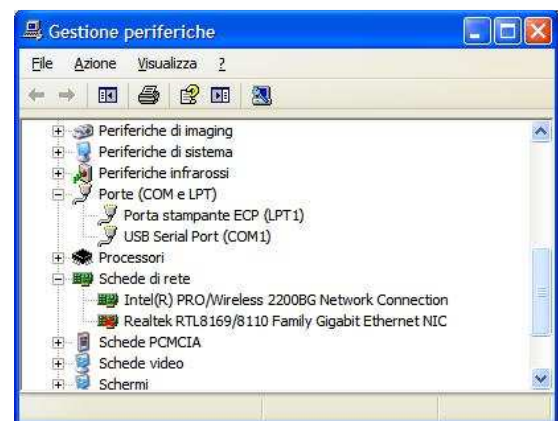 Gestione periferiche
File Azione Visualizza ?
Periferiche di imaging
Periferiche di sistema
Periferiche infrarossi
Porte (COM e LPT)
Porta stampante ECP (LPT1)
USB Serial Port (COM1)
Processori
Schede di rete
Intel(R) PRO/Wireless 2200BG Network Connection
Realtek RTL8169/8110 Family Gigabit Ethernet NIC
Schede PCMCIA
Schede video
Schermi